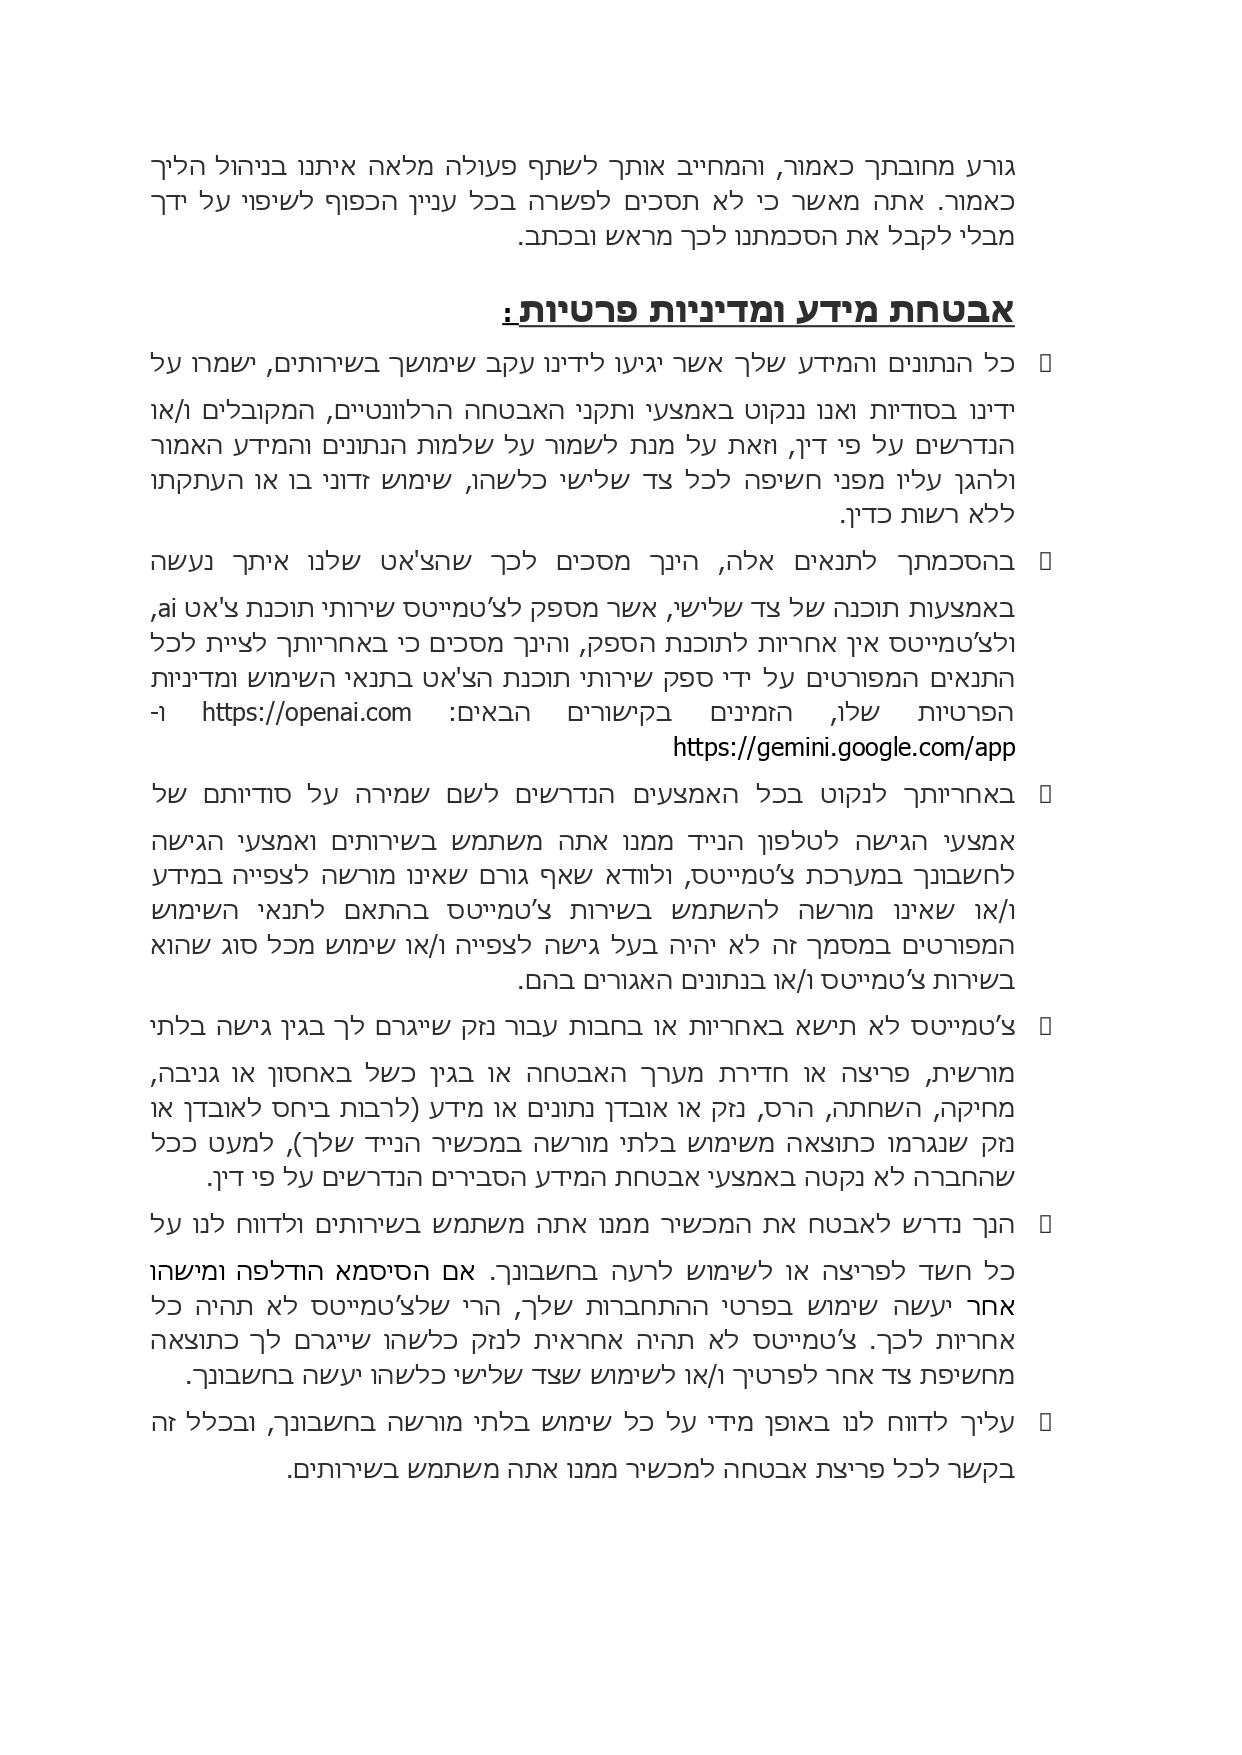 גורע מחובתך כאמור, והמחייב אותך לשתף פעולה מלאה איתנו בניהול הליך
כאמור. אתה מאשר כי לא תסכים לפשרה בכל עניין הכפוף לשיפוי על ידך
מבלי לקבל את הסכמתנו לכך מראש ובכתב.
אבטחת מידע ומדיניות פרטיות :
כל הנתונים והמידע שלך אשר יגיעו לידינו עקב שימושך בשירותים, ישמרו על
ידינו בסודיות ואנו ננקוט באמצעי ותקני האבטחה הרלוונטיים, המקובלים ו/או
הנדרשים על פי דין, וזאת על מנת לשמור על שלמות הנתונים והמידע האמור
ולהגן עליו מפני חשיפה לכל צד שלישי כלשהו, שימוש זדוני בו או העתקתו
ללא רשות כדין.
בהסכמתך לתנאים אלה, הינך מסכים לכך שהצ'אט שלנו איתך נעשה
באמצעות תוכנה של צד שלישי, אשר מספק לצ’טמייטס שירותי תוכנת צ'אט ai,
ולצ’טמייטס אין אחריות לתוכנת הספק, והינך מסכים כי באחריותך לציית לכל
התנאים המפורטים על ידי ספק שירותי תוכנת הצ'אט בתנאי השימוש ומדיניות
הפרטיות שלו, הזמינים בקישורים הבאים: https://openai.com ו-
https://gemini.google.com/app
באחריותך לנקוט בכל האמצעים הנדרשים לשם שמירה על סודיותם של
אמצעי הגישה לטלפון הנייד ממנו אתה משתמש בשירותים ואמצעי הגישה
לחשבונך במערכת צ’טמייטס, ולוודא שאף גורם שאינו מורשה לצפייה במידע
ו/או שאינו מורשה להשתמש בשירות צ’טמייטס בהתאם לתנאי השימוש
המפורטים במסמך זה לא יהיה בעל גישה לצפייה ו/או שימוש מכל סוג שהוא
בשירות צ’טמייטס ו/או בנתונים האגורים בהם.
צ’טמייטס לא תישא באחריות או בחבות עבור נזק שייגרם לך בגין גישה בלתי
מורשית, פריצה או חדירת מערך האבטחה או בגין כשל באחסון או גניבה,
מחיקה, השחתה, הרס, נזק או אובדן נתונים או מידע (לרבות ביחס לאובדן או
נזק שנגרמו כתוצאה משימוש בלתי מורשה במכשיר הנייד שלך), למעט ככל
שהחברה לא נקטה באמצעי אבטחת המידע הסבירים הנדרשים על פי דין.
הנך נדרש לאבטח את המכשיר ממנו אתה משתמש בשירותים ולדווח לנו על
כל חשד לפריצה או לשימוש לרעה בחשבונך. אם הסיסמא הודלפה ומישהו
אחר יעשה שימוש בפרטי ההתחברות שלך, הרי שלצ’טמייטס לא תהיה כל
אחריות לכך. צ’טמייטס לא תהיה אחראית לנזק כלשהו שייגרם לך כתוצאה
מחשיפת צד אחר לפרטיך ו/או לשימוש שצד שלישי כלשהו יעשה בחשבונך.
עליך לדווח לנו באופן מידי על כל שימוש בלתי מורשה בחשבונך, ובכלל זה
בקשר לכל פריצת אבטחה למכשיר ממנו אתה משתמש בשירותים.